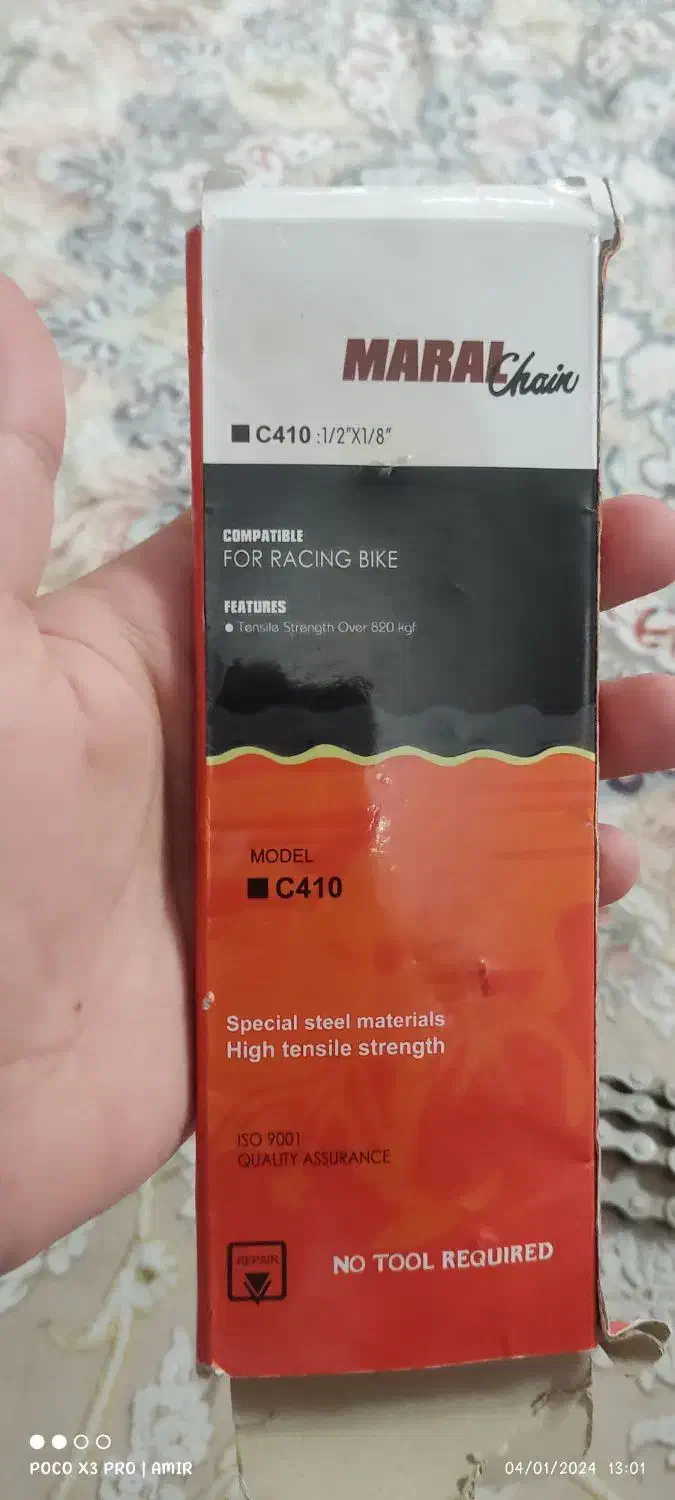 MARAL Chain
■ C410 :1/2"X1/8"
COMPATIBLE
FOR RACING BIKE
FEATURES
● Tensile Strength Over 820 kgf
MODEL
■ C410
Special steel materials
High tensile strength
ISO 9001
QUALITY ASSURANCE
REPAIR
NO TOOL REQUIRED
POCO X3 PRO | AMIR
04/01/2024 13:01